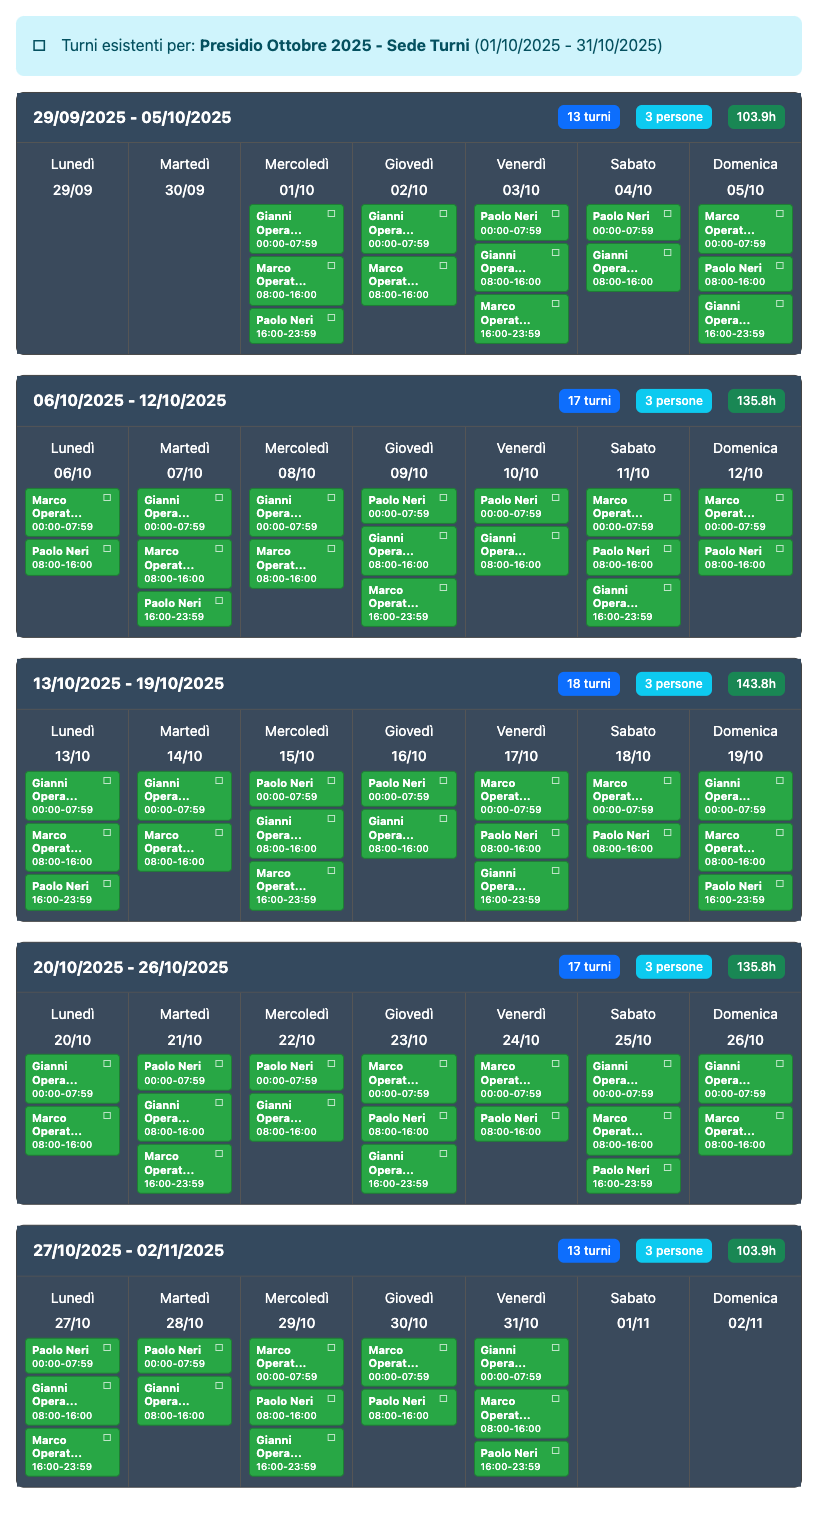 Turni esistenti per: Presidio Ottobre 2025 - Sede Turni (01/10/2025 - 31/10/2025)
29/09/2025 - 05/10/2025
13 turni
3 persone
103.9h
Lunedì
29/09
Martedì
30/09
Mercoledì
01/10
Gianni
Opera...
00:00-07:59
Marco
Operat...
08:00-16:00
Paolo Neri
16:00-23:59
Giovedì
02/10
Gianni
Opera...
00:00-07:59
Marco
Operat...
08:00-16:00
Venerdì
03/10
Paolo Neri
00:00-07:59
Gianni
Opera...
08:00-16:00
Marco
Operat...
16:00-23:59
Sabato
04/10
Paolo Neri
00:00-07:59
Gianni
Opera...
08:00-16:00
Domenica
05/10
Marco
Operat...
00:00-07:59
Paolo Neri
08:00-16:00
Gianni
Opera...
16:00-23:59
06/10/2025 - 12/10/2025
17 turni
3 persone
135.8h
Lunedì
06/10
Marco
Operat...
00:00-07:59
Paolo Neri
08:00-16:00
Martedì
07/10
Gianni
Opera...
00:00-07:59
Marco
Operat...
08:00-16:00
Paolo Neri
16:00-23:59
Mercoledì
08/10
Gianni
Opera...
00:00-07:59
Marco
Operat...
08:00-16:00
Giovedì
09/10
Paolo Neri
00:00-07:59
Gianni
Opera...
08:00-16:00
Marco
Operat...
16:00-23:59
Venerdì
10/10
Paolo Neri
00:00-07:59
Gianni
Opera...
08:00-16:00
Sabato
11/10
Marco
Operat...
00:00-07:59
Paolo Neri
08:00-16:00
Gianni
Opera...
16:00-23:59
Domenica
12/10
Marco
Operat...
00:00-07:59
Paolo Neri
08:00-16:00
13/10/2025 - 19/10/2025
18 turni
3 persone
143.8h
Lunedì
13/10
Gianni
Opera...
00:00-07:59
Marco
Operat...
08:00-16:00
Paolo Neri
16:00-23:59
Martedì
14/10
Gianni
Opera...
00:00-07:59
Marco
Operat...
08:00-16:00
Mercoledì
15/10
Paolo Neri
00:00-07:59
Gianni
Opera...
08:00-16:00
Marco
Operat...
16:00-23:59
Giovedì
16/10
Paolo Neri
00:00-07:59
Gianni
Opera...
08:00-16:00
Venerdì
17/10
Marco
Operat...
00:00-07:59
Paolo Neri
08:00-16:00
Gianni
Opera...
16:00-23:59
Sabato
18/10
Marco
Operat...
00:00-07:59
Paolo Neri
08:00-16:00
Domenica
19/10
Gianni
Opera...
00:00-07:59
Marco
Operat...
08:00-16:00
Paolo Neri
16:00-23:59
20/10/2025 - 26/10/2025
17 turni
3 persone
135.8h
Lunedì
20/10
Gianni
Opera...
00:00-07:59
Marco
Operat...
08:00-16:00
Martedì
21/10
Paolo Neri
00:00-07:59
Gianni
Opera...
08:00-16:00
Marco
Operat...
16:00-23:59
Mercoledì
22/10
Paolo Neri
00:00-07:59
Gianni
Opera...
08:00-16:00
Giovedì
23/10
Marco
Operat...
00:00-07:59
Paolo Neri
08:00-16:00
Gianni
Opera...
16:00-23:59
Venerdì
24/10
Marco
Operat...
00:00-07:59
Paolo Neri
08:00-16:00
Sabato
25/10
Gianni
Opera...
00:00-07:59
Marco
Operat...
08:00-16:00
Paolo Neri
16:00-23:59
Domenica
26/10
Gianni
Opera...
00:00-07:59
Marco
Operat...
08:00-16:00
27/10/2025 - 02/11/2025
13 turni
3 persone
103.9h
Lunedì
27/10
Paolo Neri
00:00-07:59
Gianni
Opera...
08:00-16:00
Marco
Operat...
16:00-23:59
Martedì
28/10
Paolo Neri
00:00-07:59
Gianni
Opera...
08:00-16:00
Mercoledì
29/10
Marco
Operat...
00:00-07:59
Paolo Neri
08:00-16:00
Gianni
Opera...
16:00-23:59
Giovedì
30/10
Marco
Operat...
00:00-07:59
Paolo Neri
08:00-16:00
Venerdì
31/10
Gianni
Opera...
00:00-07:59
Marco
Operat...
08:00-16:00
Paolo Neri
16:00-23:59
Sabato
01/11
Domenica
02/11